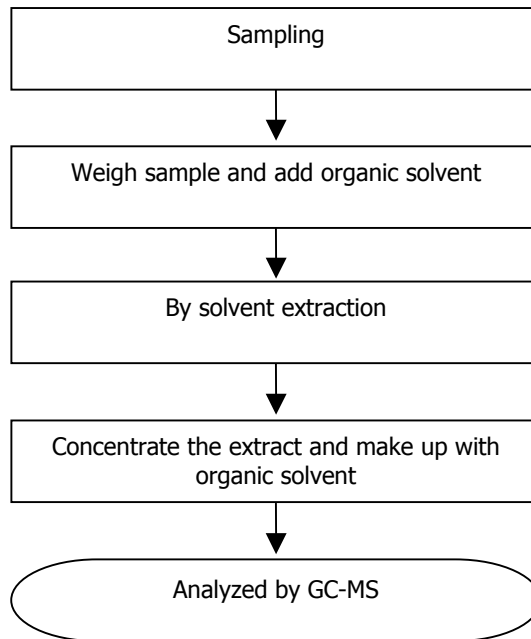 Sampling
Weigh sample and add organic solvent
By solvent extraction
Concentrate the extract and make up with
organic solvent
Analyzed by GC-MS